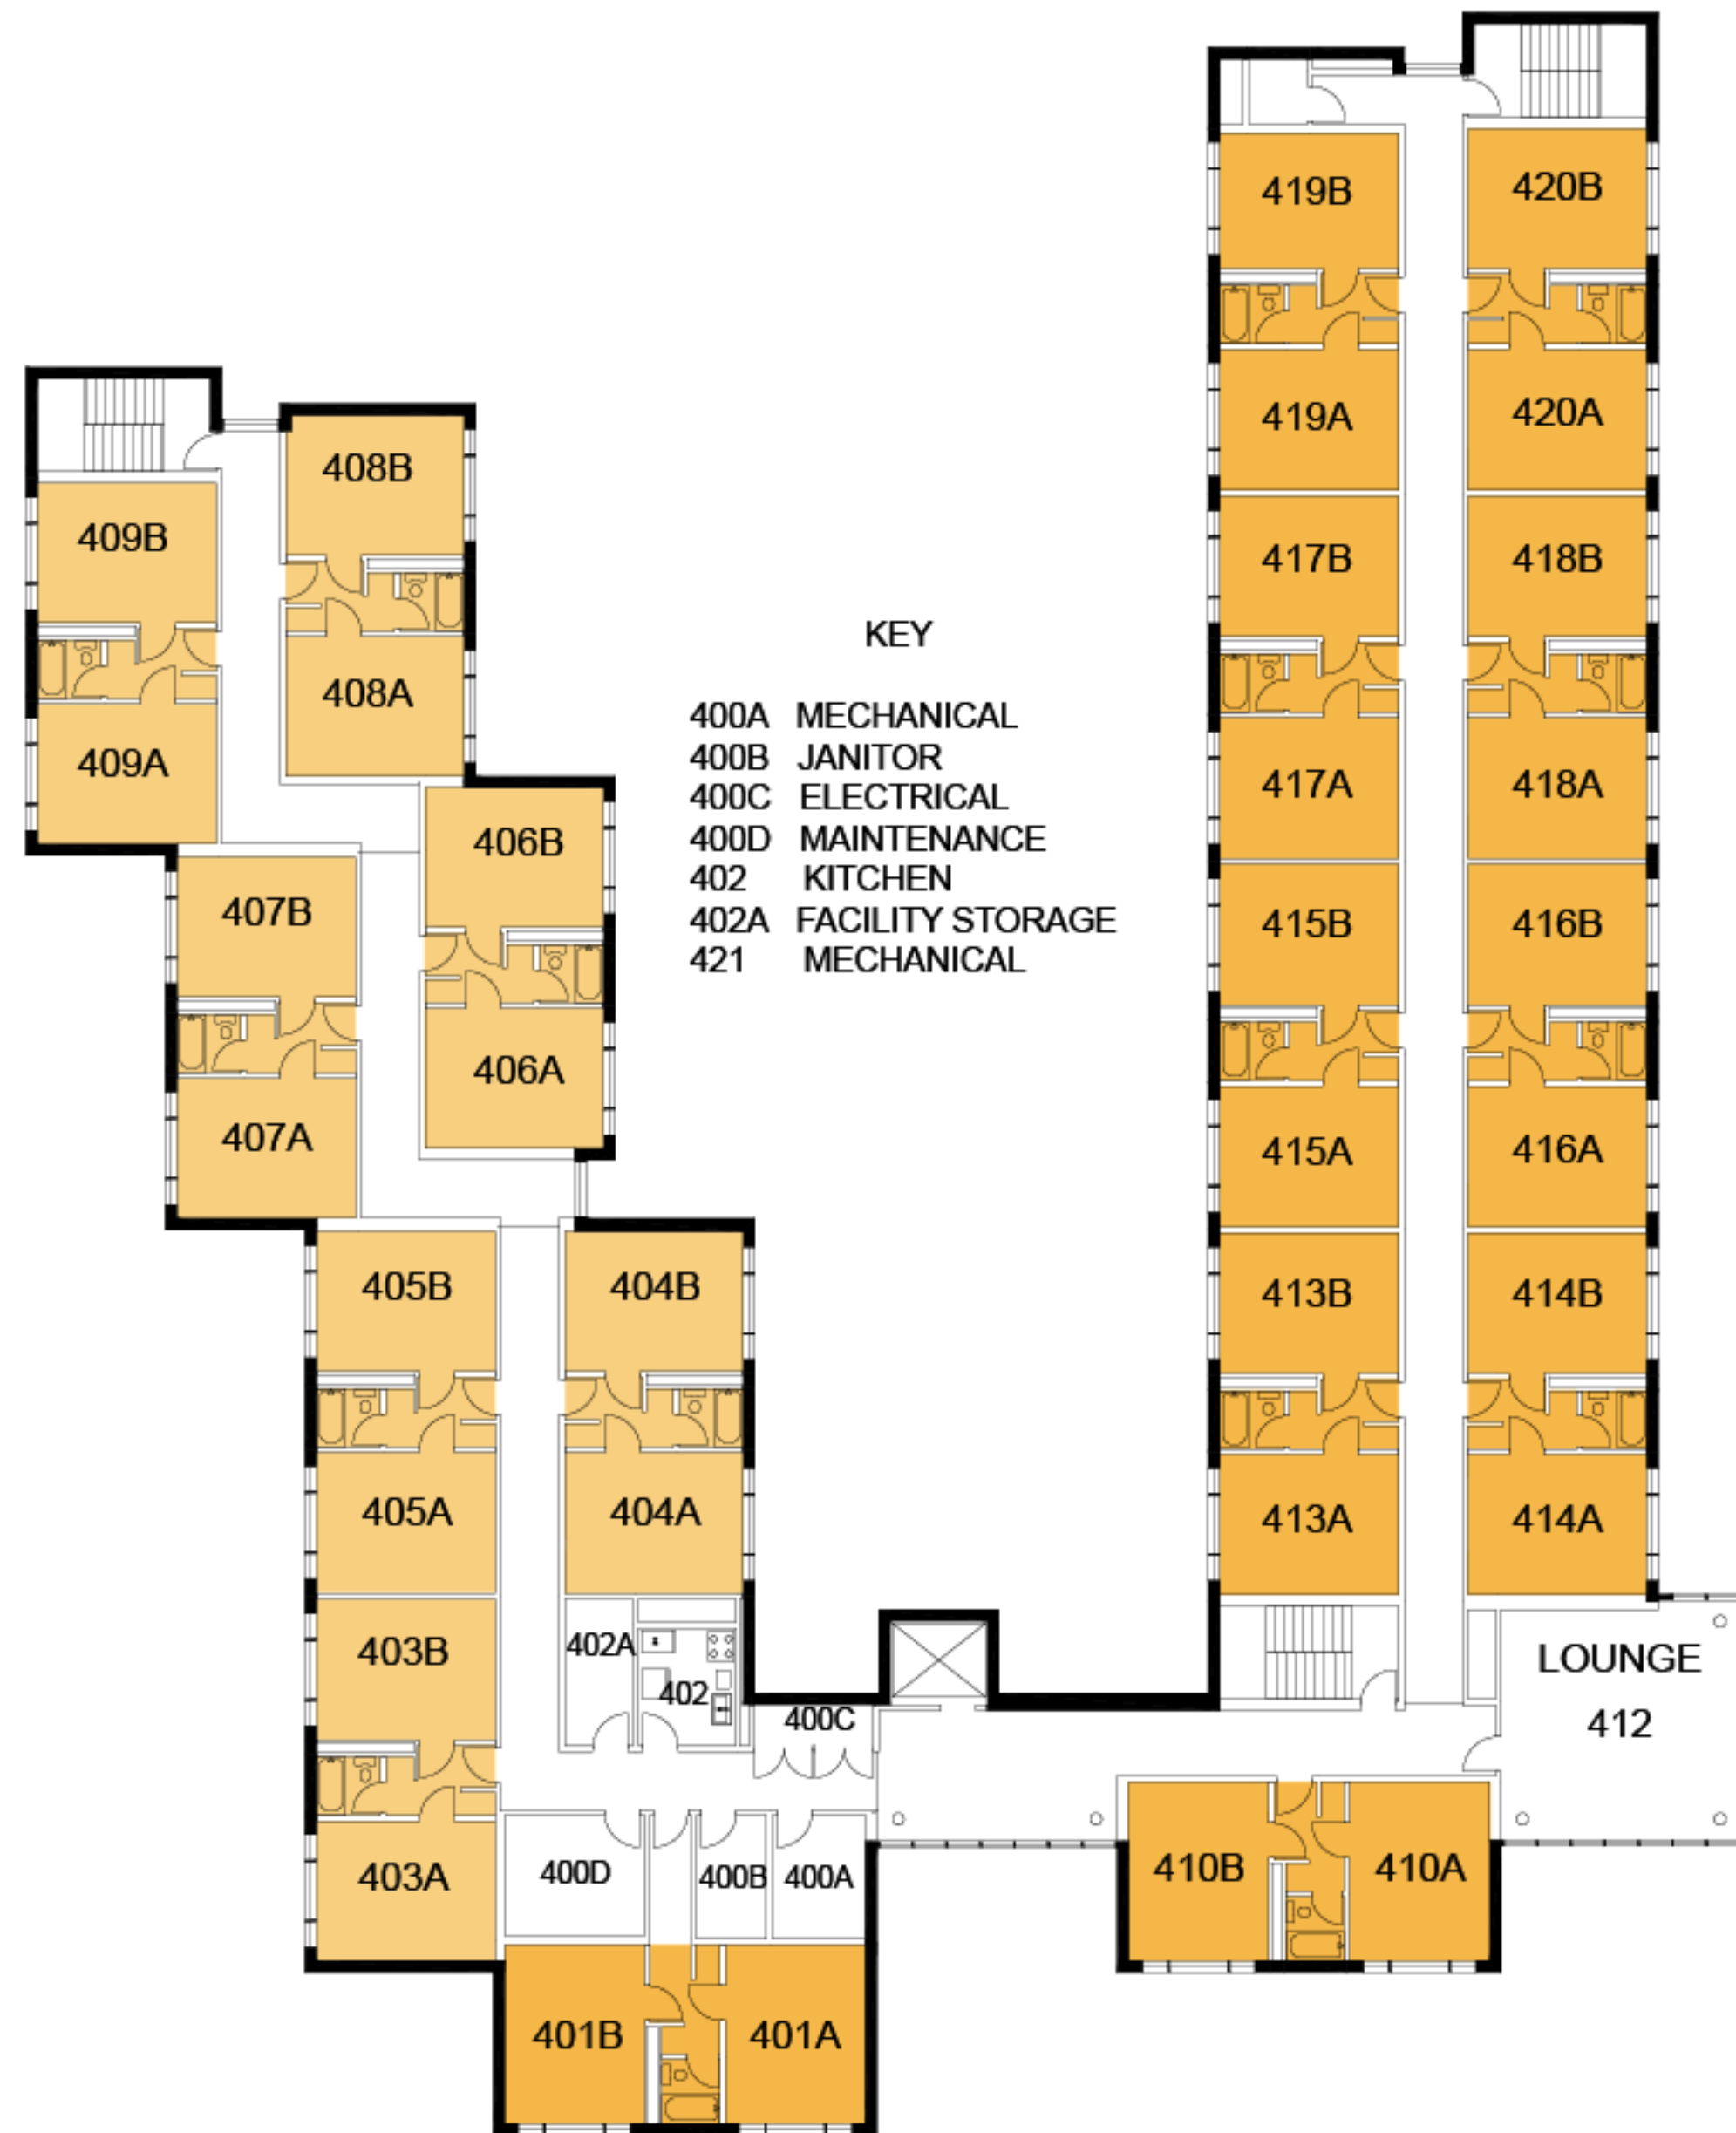 419B
420B
419A
420A
408B
409B
417B
418B
KEY
408A
409A
400A MECHANICAL
400B JANITOR
400C ELECTRICAL
400D MAINTENANCE
402 KITCHEN
402A FACILITY STORAGE
421 MECHANICAL
417A
418A
406B
407B
415B
416B
406A
407A
415A
416A
405B
404B
413B
414B
405A
404A
413A
414A
403B
402A
402
400C
LOUNGE
412
403A
400D
400B
400A
410B
410A
401B
401A